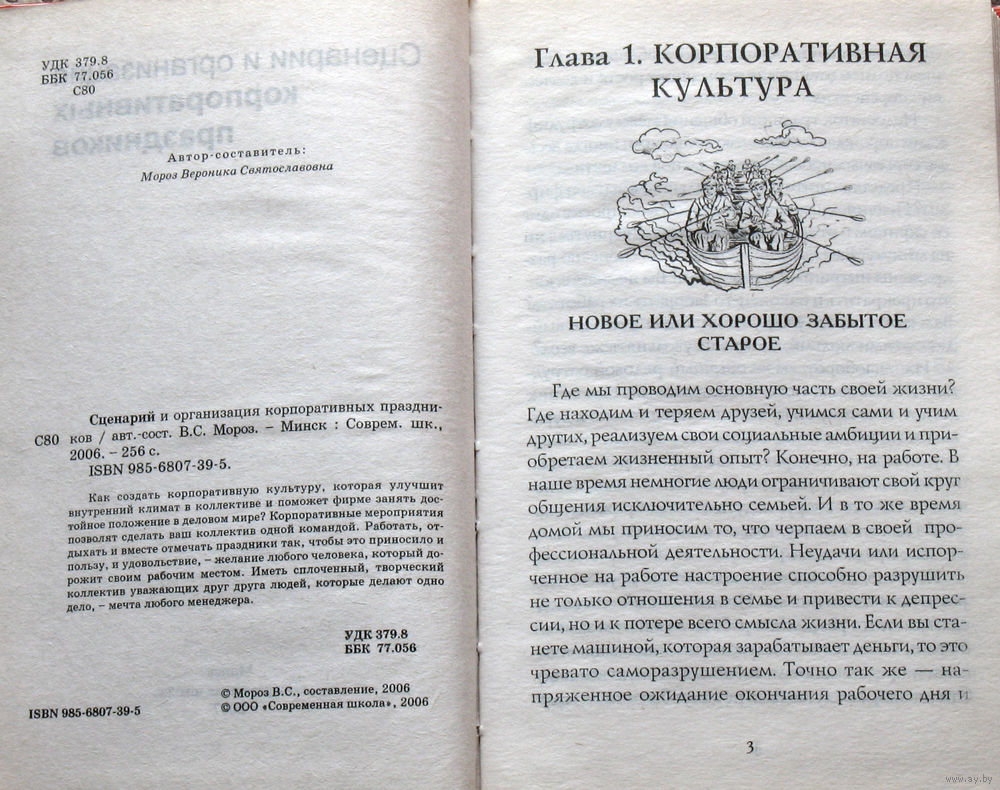 УДК 379.8
ББК 77.056
С80
Автор-составитель:
Мороз Вероника Святославовна
Сценарий и организация корпоративных праздни-
С80 ков / авт.-сост. В.С. Мороз. – Минск : Соврем. шк.,
2006. – 256 с.
ISBN 985-6807-39-5.
Как создать корпоративную культуру, которая улучшит
внутренний климат в коллективе и поможет фирме занять дос-
тойное положение в деловом мире? Корпоративные мероприятия
позволят сделать ваш коллектив одной командой. Работать, от-
дыхать и вместе отмечать праздники так, чтобы это приносило и
пользу, и удовольствие, – желание любого человека, который до-
рожит своим рабочим местом. Иметь сплоченный, творческий
коллектив уважающих друг друга людей, которые делают одно
дело, – мечта любого менеджера.
УДК 379.8
ББК 77.056
© Мороз В.С., составление, 2006
ISBN 985-6807-39-5 © ООО «Современная школа», 2006
Глава 1. КОРПОРАТИВНАЯ
КУЛЬТУРА
НОВОЕ ИЛИ ХОРОШО ЗАБЫТОЕ
СТАРОЕ
Где мы проводим основную часть своей жизни?
Где находим и теряем друзей, учимся сами и учим
других, реализуем свои социальные амбиции и при-
обретаем жизненный опыт? Конечно, на работе. В
наше время немногие люди ограничивают свой круг
общения исключительно семьей. И в то же время
домой мы приносим то, что черпаем в своей про-
фессиональной деятельности. Неудачи или испор-
ченное на работе настроение способно разрушить
не только отношения в семье и привести к депрес-
сии, но и к потере всего смысла жизни. Если вы ста-
нете машиной, которая зарабатывает деньги, то это
чревато саморазрушением. Точно так же — на-
пряженное ожидание окончания рабочего дня и
3
www.ay.by